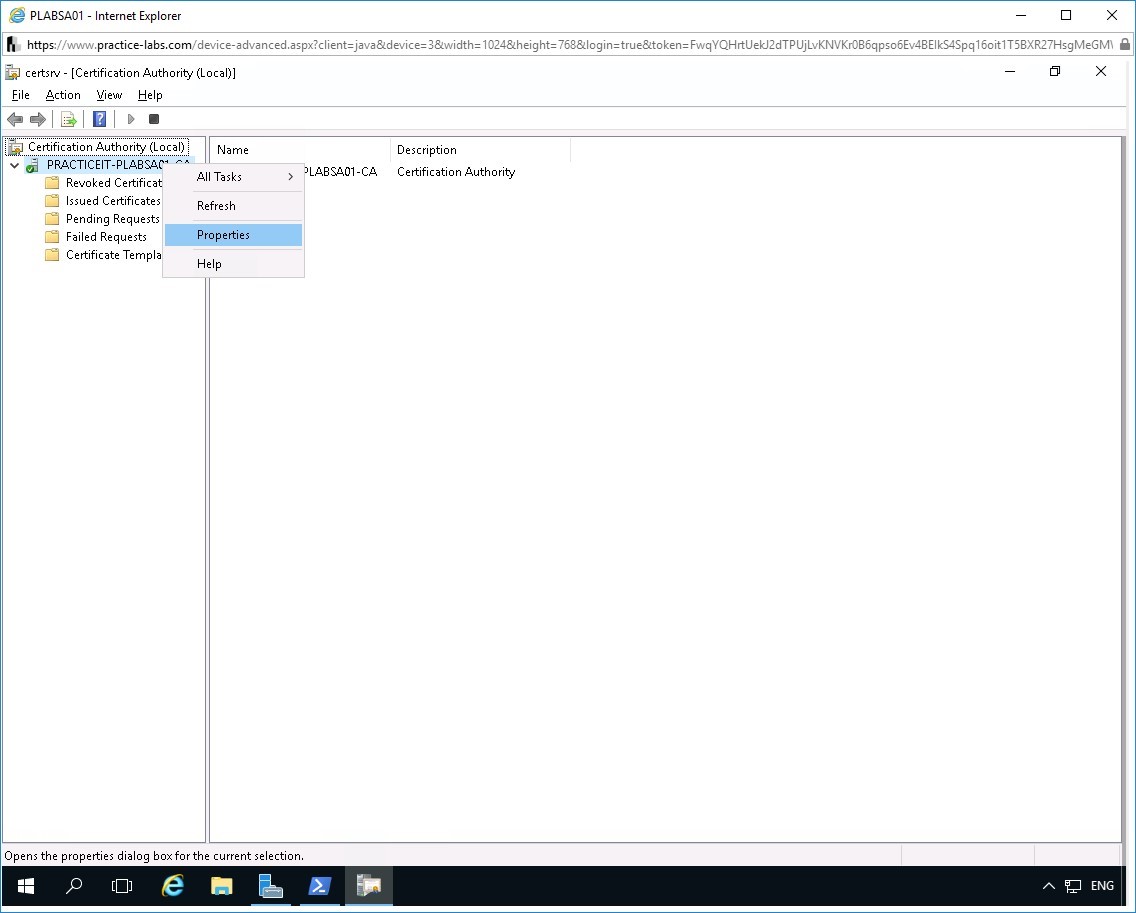 PLABSA01 - Internet Explorer
https://www.practice-labs.com/device-advanced.aspx?client=java&device=3&width=1024&height=768&login=true&token=
certsrv - [Certification Authority (Local)]
File Action View Help
Certification Authority (Local)
PRACTICEIT-PLABSA01-CA
Revoked Certificat
Issued Certificates
Pending Requests
Failed Requests
Certificate Templa
All Tasks
Refresh
Properties
Help
Name Description
PLABSA01-CA Certification Authority
Opens the properties dialog box for the current selection.
ENG